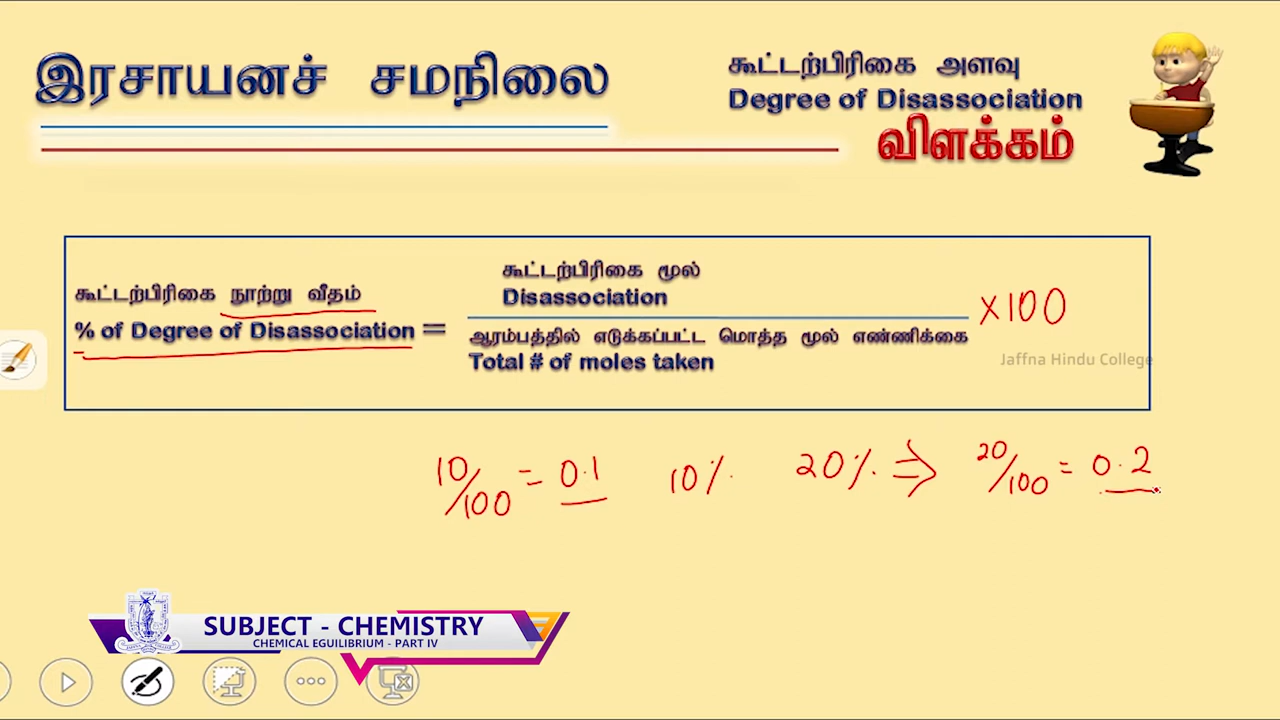 இரசாயனச் சமநிலை
கூட்டற்பிரிகை அளவு
Degree of Disassociation
விளக்கம்
கூட்டற்பிரிகை நூற்று வீதம்
% of Degree of Disassociation =
கூட்டற்பிரிகை மூல்
Disassociation
ஆரம்பத்தில் எடுக்கப்பட்ட மொத்த மூல் எண்ணிக்கை
Total # of moles taken
×100
Jaffna Hindu College
10/100 = 0.1 10% 20% ⇒ 20/100 = 0.2
SUBJECT - CHEMISTRY
CHEMICAL EGUILIBRIUM - PART IV